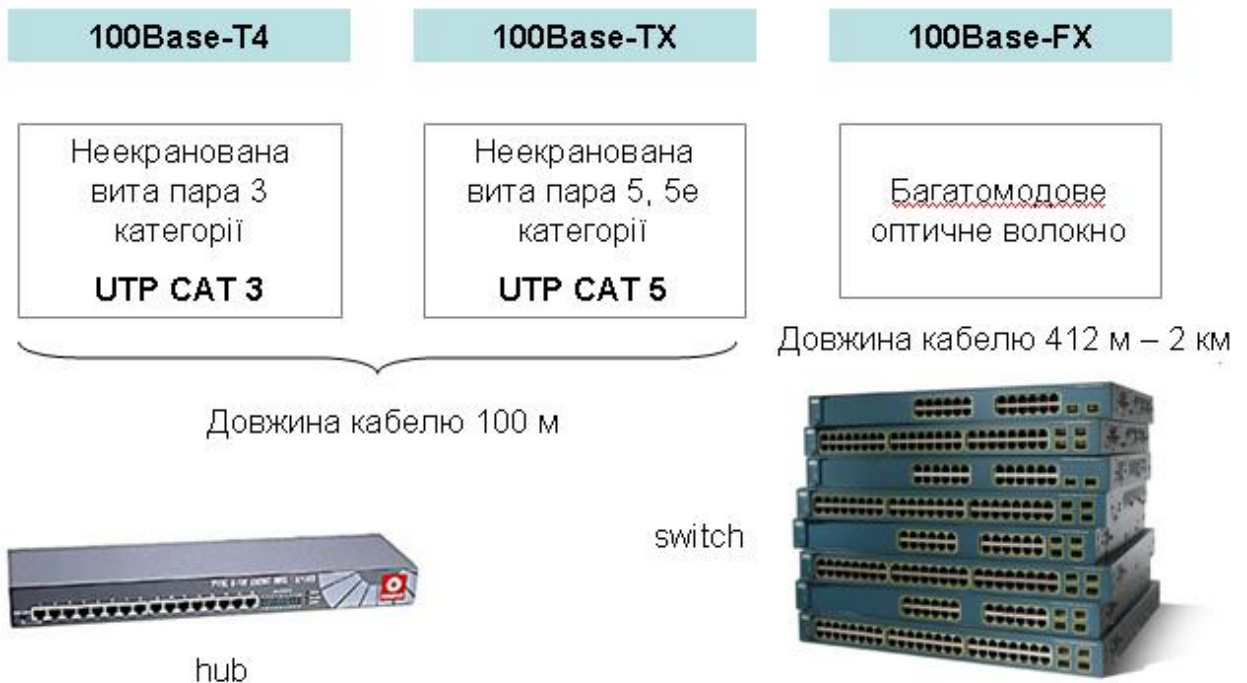 100Base-T4
100Base-TX
100Base-FX
Неекранована
вита пара 3
категорії
UTP CAT 3
Неекранована
вита пара 5, 5е
категорії
UTP CAT 5
Багатомодове
оптичне волокно
Довжина кабелю 100 м
Довжина кабелю 412 м – 2 км
switch
hub